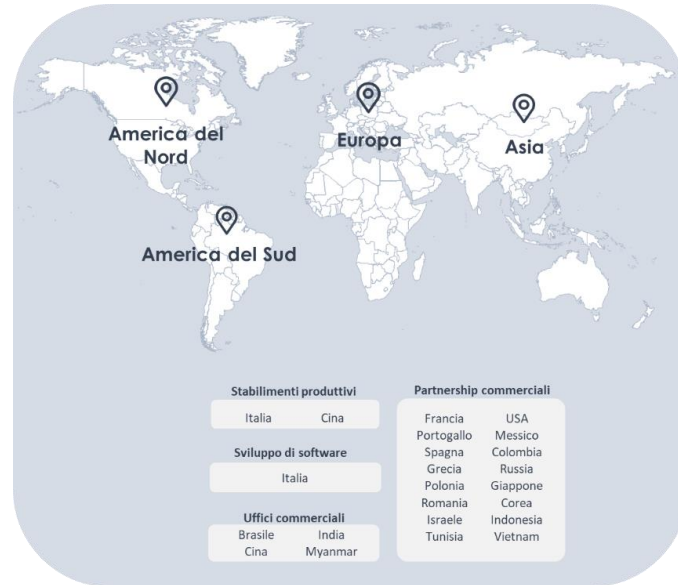 America del
Nord
Europa
Asia
America del Sud
Stabilimenti produttivi
Italia Cina
Sviluppo di software
Italia
Uffici commerciali
Brasile India
Cina Myanmar
Partnership commerciali
Francia USA
Portogallo Messico
Spagna Colombia
Grecia Russia
Polonia Giappone
Romania Corea
Israele Indonesia
Tunisia Vietnam